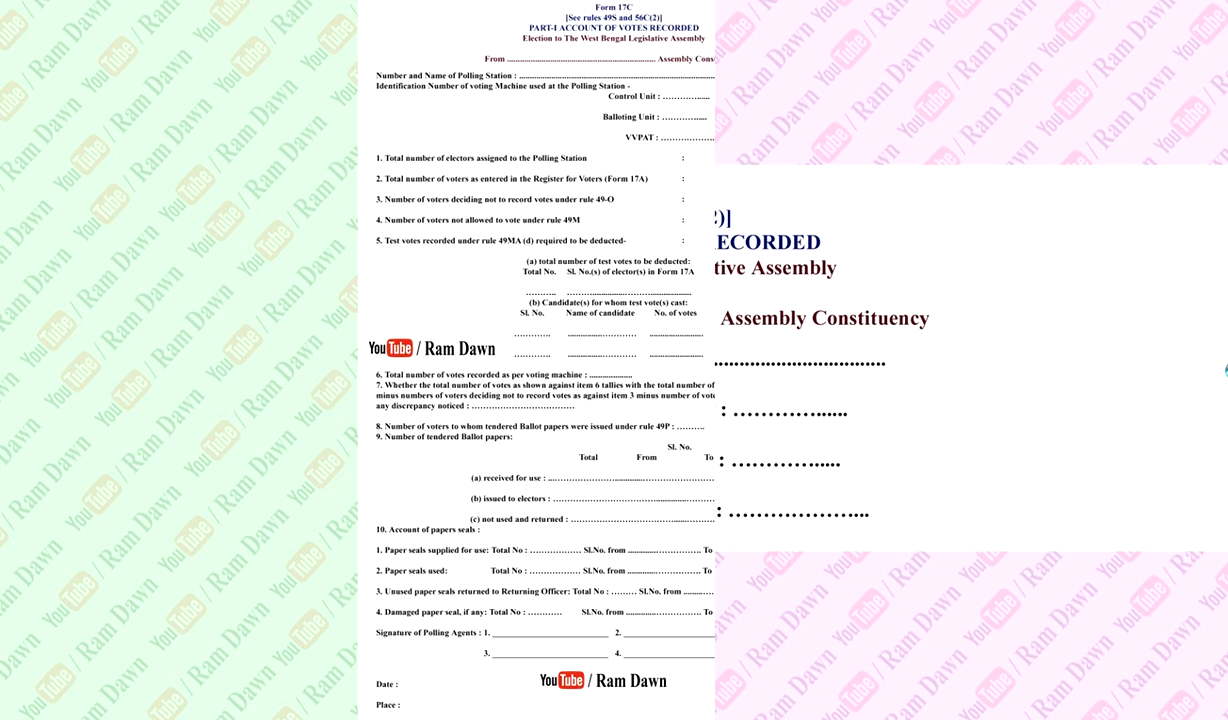 Form 17C
[See rules 49S and 56C(2)]
PART-I ACCOUNT OF VOTES RECORDED
Election to The West Bengal Legislative Assembly
From ............................................................... Assembly Cons
Number and Name of Polling Station : ................................................................................
Identification Number of voting Machine used at the Polling Station -
Control Unit : .................
Balloting Unit : ................
VVPAT : ...................
1. Total number of electors assigned to the Polling Station :
2. Total number of voters as entered in the Register for Voters (Form 17A) :
3. Number of voters deciding not to record votes under rule 49-O :
4. Number of voters not allowed to vote under rule 49M :
5. Test votes recorded under rule 49MA (d) required to be deducted- :
(a) total number of test votes to be deducted:
Total No. Sl. No.(s) of elector(s) in Form 17A
........... ..............................................
(b) Candidate(s) for whom test vote(s) cast:
Sl. No. Name of candidate No. of votes
............. ......................... .........................
............. ......................... .........................
YouTube / Ram Dawn
6. Total number of votes recorded as per voting machine : ....................
7. Whether the total number of votes as shown against item 6 tallies with the total number of
minus numbers of voters deciding not to record votes as against item 3 minus number of vote
any discrepancy noticed : ....................................
8. Number of voters to whom tendered Ballot papers were issued under rule 49P : ..........
9. Number of tendered Ballot papers:
Sl. No.
Total From To
(a) received for use : ............................................................
(b) issued to electors : ............................................................
(c) not used and returned : ......................................................
10. Account of papers seals :
1. Paper seals supplied for use: Total No : .................. Sl.No. from ............................. To
2. Paper seals used: Total No : .................. Sl.No. from ............................. To
3. Unused paper seals returned to Returning Officer: Total No : ......... Sl.No. from .............
4. Damaged paper seal, if any: Total No : ............ Sl.No. from ............................. To
Signature of Polling Agents : 1. __________________________ 2. ____________________
3. __________________________ 4. ____________________
YouTube / Ram Dawn
Date :
Place :
2)]
ECORDED
tive Assembly
Assembly Constituency
.............................................
: ....................
: ...................
: ........................